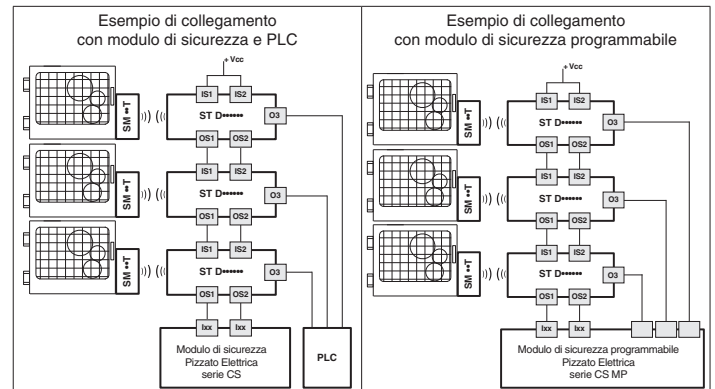 Esempio di collegamento
con modulo di sicurezza e PLC
+ Vcc
IS1 IS2
SM ••T
ST D••••••
O3
OS1 OS2
IS1 IS2
SM ••T
ST D••••••
O3
OS1 OS2
IS1 IS2
SM ••T
ST D••••••
O3
OS1 OS2
Ixx Ixx
Modulo di sicurezza
Pizzato Elettrica
serie CS
PLC
Esempio di collegamento
con modulo di sicurezza programmabile
+ Vcc
IS1 IS2
SM ••T
ST D••••••
O3
OS1 OS2
IS1 IS2
SM ••T
ST D••••••
O3
OS1 OS2
IS1 IS2
SM ••T
ST D••••••
O3
OS1 OS2
Ixx Ixx
Modulo di sicurezza programmabile
Pizzato Elettrica
serie CS MP